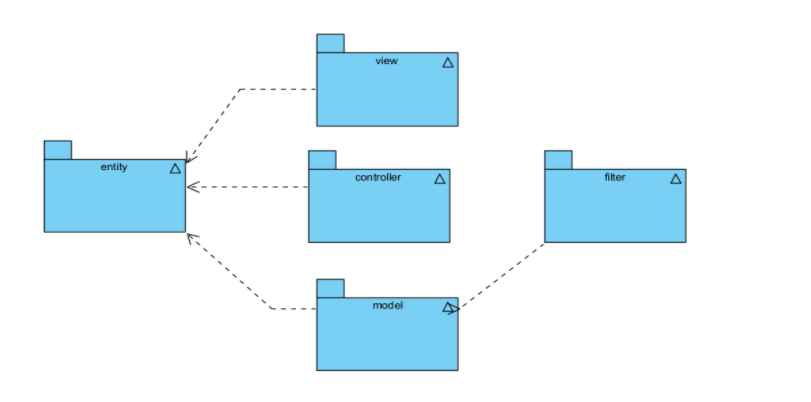 view
entity
controller
filter
model